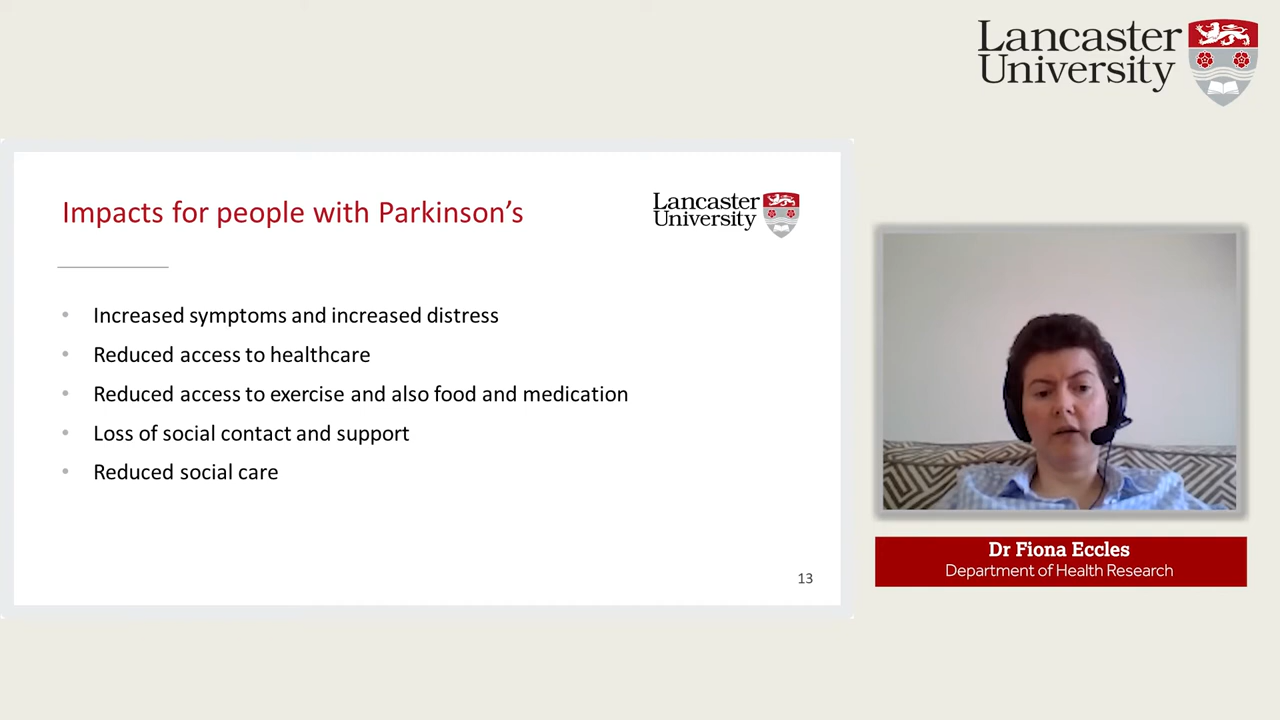 Lancaster
University
Impacts for people with Parkinson’s
Lancaster
University
• Increased symptoms and increased distress
• Reduced access to healthcare
• Reduced access to exercise and also food and medication
• Loss of social contact and support
• Reduced social care
13
Dr Fiona Eccles
Department of Health Research